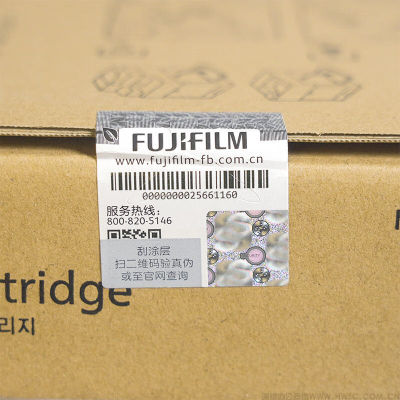 FUJIFILM
www.fujifilm-fb.com.cn
0000000025661160
服务热线:
800-820-5146
刮涂层
扫二维码验真伪
或至官网查询
tridge
리지